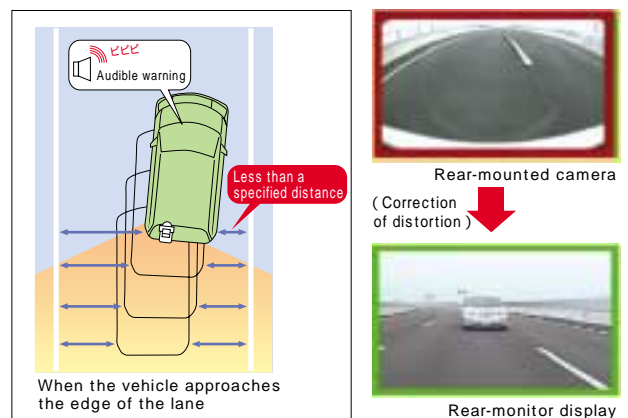 ピピピ
Audible warning
Less than a
specified distance
When the vehicle approaches
the edge of the lane
Rear-mounted camera
( Correction
of distortion )
Rear-monitor display